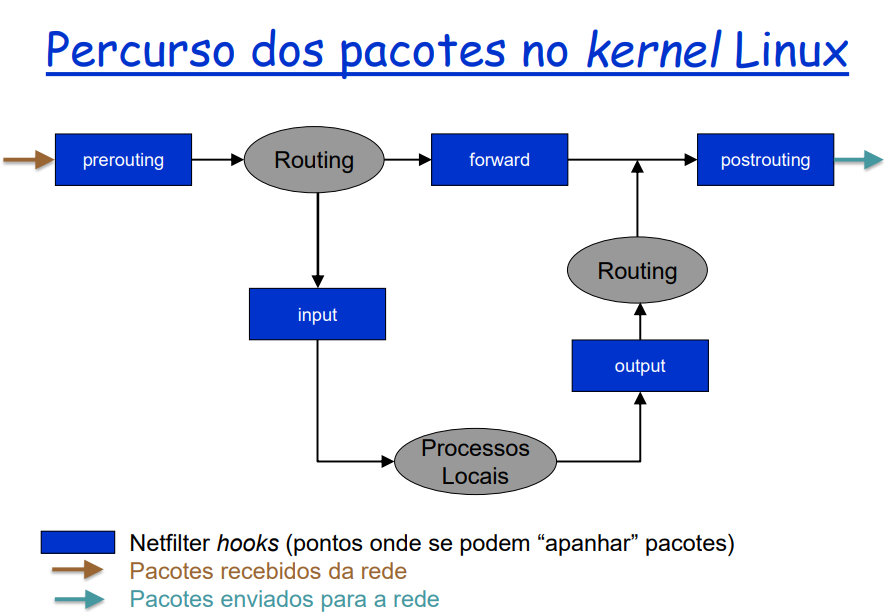 Percurso dos pacotes no kernel Linux
prerouting
Routing
forward
postrouting
Routing
input
output
Processos
Locais
Netfilter hooks (pontos onde se podem “apanhar” pacotes)
Pacotes recebidos da rede
Pacotes enviados para a rede